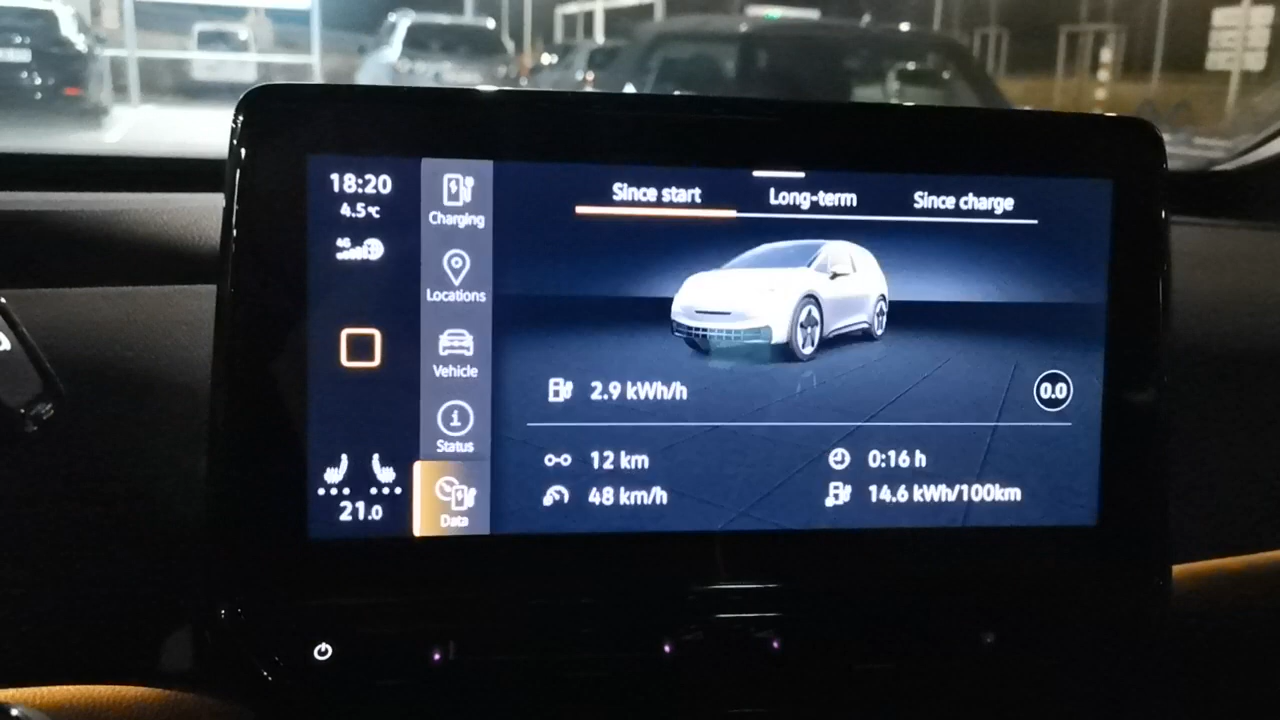 18:20
4.5°C
4G
21.0
Charging
Locations
Vehicle
Status
Data
Since start
Long-term
Since charge
2.9 kWh/h
0.0
12 km
0:16 h
48 km/h
14.6 kWh/100km